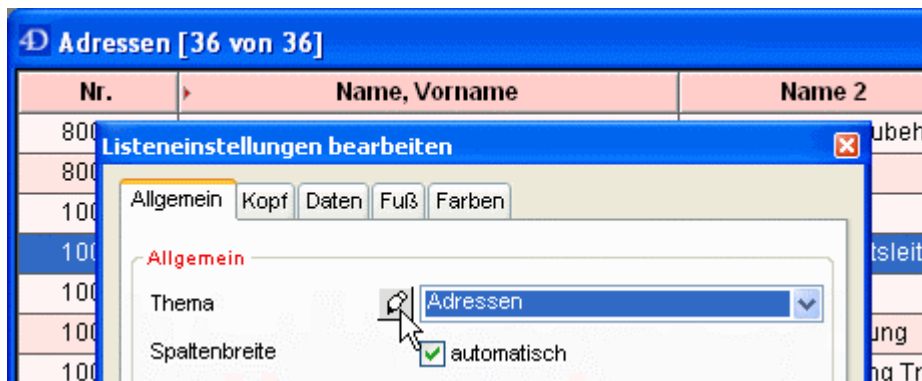 4D Adressen [36 von 36]
Nr. Name, Vorname Name 2
Listeneinstellungen bearbeiten
Allgemein Kopf Daten Fuß Farben
Allgemein
Thema Adressen
Spaltenbreite automatisch